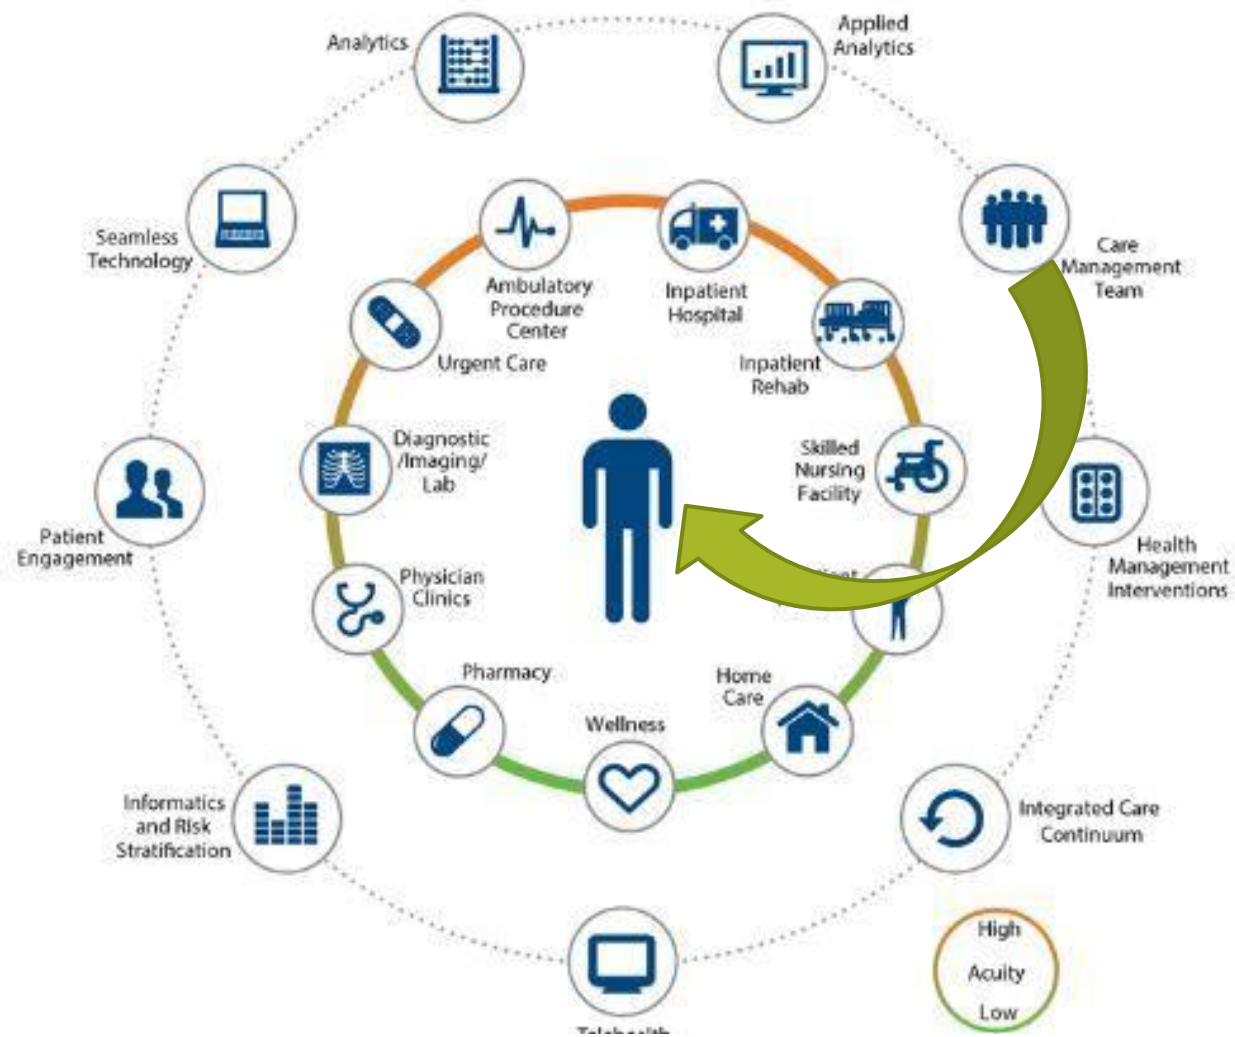 Analytics
Applied
Analytics
Seamless
Technology
Care
Management
Team
Ambulatory
Procedure
Center
Inpatient
Hospital
Urgent Care
Inpatient
Rehab
Diagnostic
/Imaging/
Lab
Skilled
Nursing
Facility
Patient
Engagement
Health
Management
Interventions
Physician
Clinics
Pharmacy
Home
Care
Wellness
Informatics
and Risk
Stratification
Integrated Care
Continuum
Telehealth
High
Acuity
Low